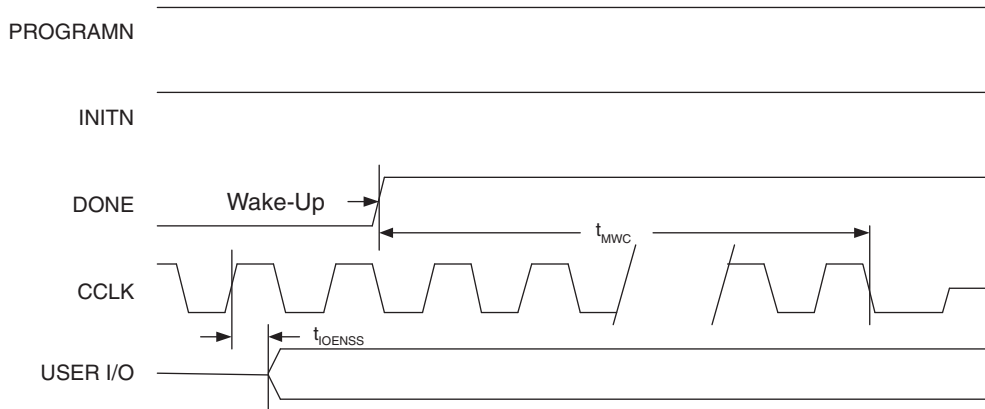 PROGRAMN
INITN
DONE
Wake-Up
tMWC
CCLK
tIOENSS
USER I/O